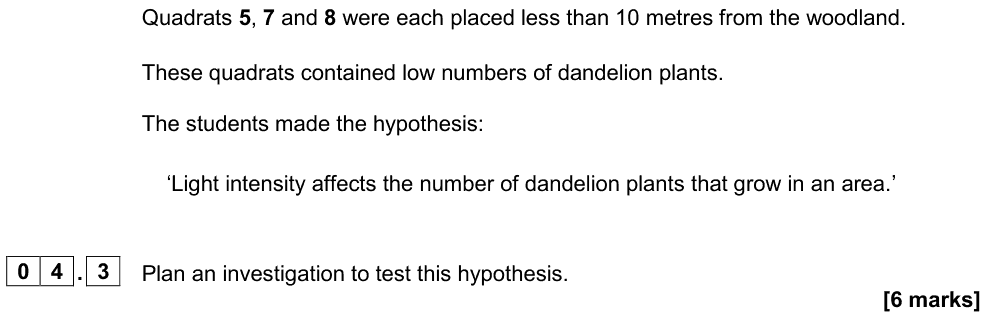 Quadrats 5, 7 and 8 were each placed less than 10 metres from the woodland.
These quadrats contained low numbers of dandelion plants.
The students made the hypothesis:
‘Light intensity affects the number of dandelion plants that grow in an area.’
0 4 . 3 Plan an investigation to test this hypothesis.
[6 marks]